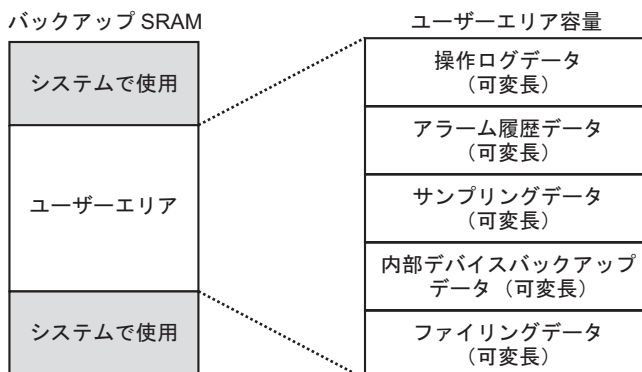 バックアップ SRAM
システムで使用
ユーザーエリア
システムで使用
ユーザーエリア容量
操作ログデータ
（可変長）
アラーム履歴データ
（可変長）
サンプリングデータ
（可変長）
内部デバイスバックアップ
データ（可変長）
ファイリングデータ
（可変長）